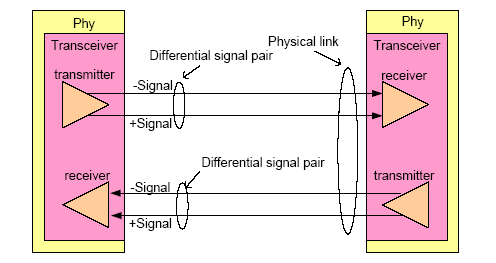 Phy
Phy
Transceiver
Physical link
Transceiver
Differential signal pair
transmitter
receiver
-Signal
+Signal
Differential signal pair
receiver
transmitter
-Signal
+Signal